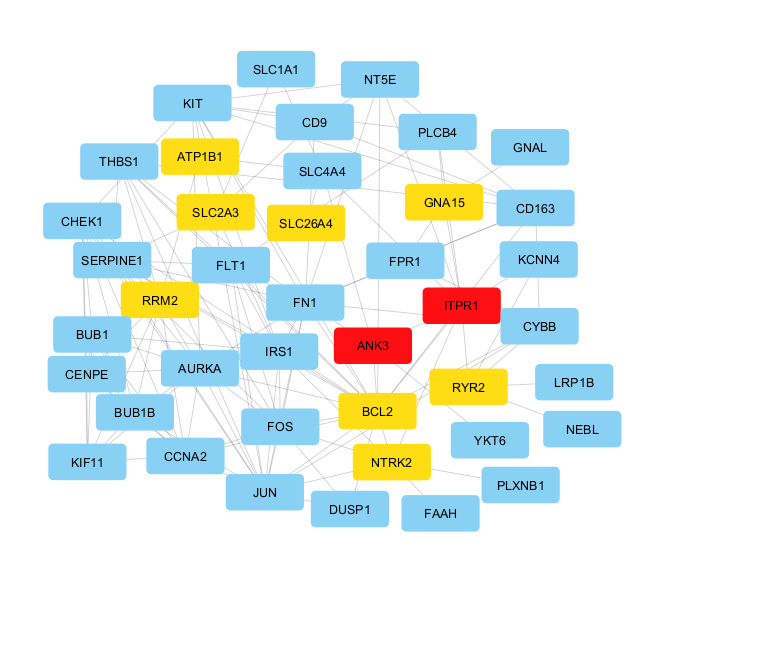 SLC1A1
NT5E
KIT
CD9
PLCB4
GNAL
THBS1
ATP1B1
SLC4A4
SLC2A3
SLC26A4
GNA15
CD163
CHEK1
SERPINE1
FLT1
FPR1
KCNN4
RRM2
FN1
ITPR1
CYBB
BUB1
IRS1
ANK3
CENPE
AURKA
RYR2
LRP1B
BUB1B
FOS
BCL2
NEBL
YKT6
KIF11
CCNA2
NTRK2
PLXNB1
JUN
DUSP1
FAAH